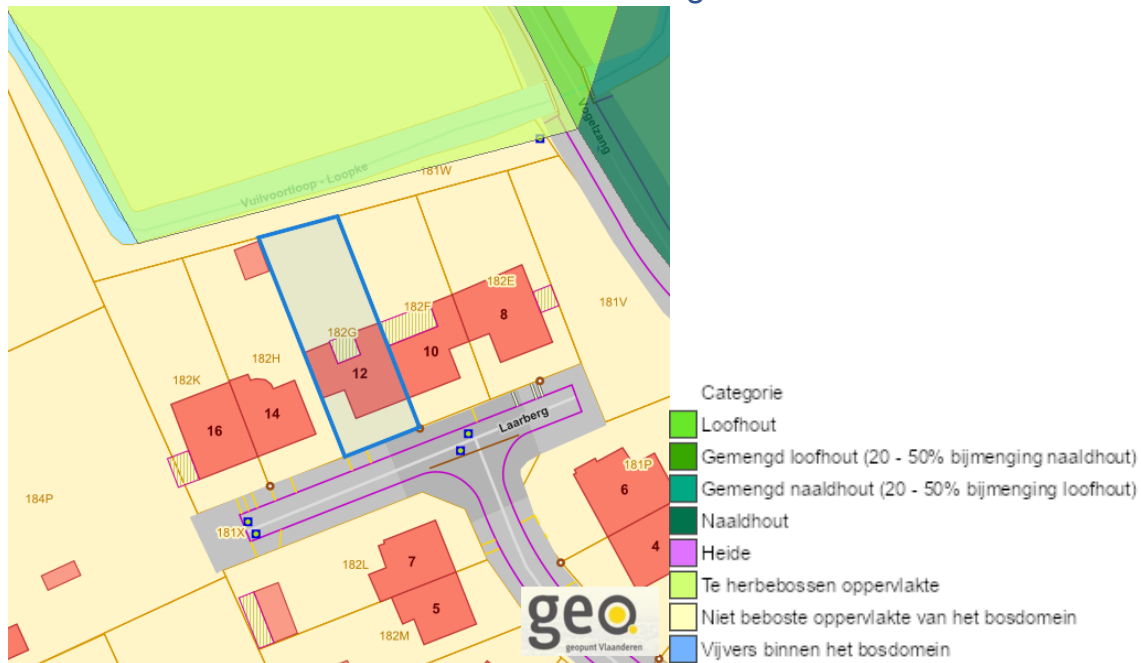 Vogelzang
181W
Vuilvoortloop - Loopke
182E
182F
8
181V
182G
10
182H
12
182K
14
16
Laarberg
181P
6
184P
181X
4
182L
7
5
182M
geo.
geopunt Vlaanderen
Categorie
Loofhout
Gemengd loofhout (20 - 50% bijmenging naaldhout)
Gemengd naaldhout (20 - 50% bijmenging loofhout)
Naaldhout
Heide
Te herbebossen oppervlakte
Niet beboste oppervlakte van het bosdomein
Vijvers binnen het bosdomein